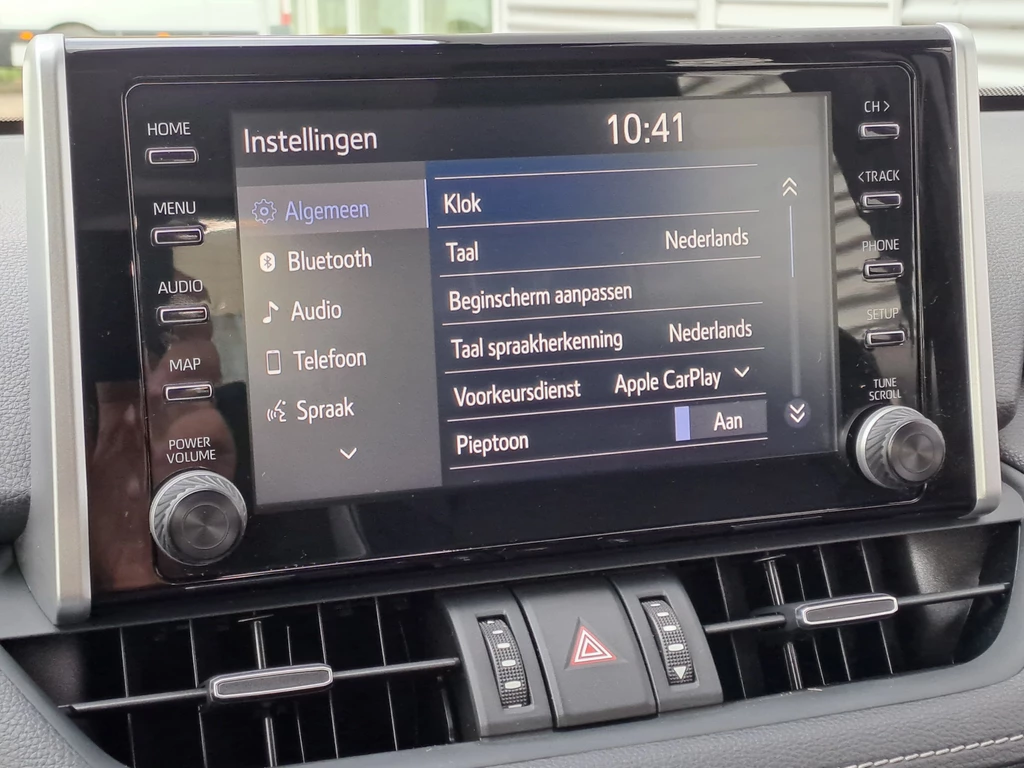 HOME
MENU
AUDIO
MAP
POWER
VOLUME
Instellingen
10:41
Algemeen
Bluetooth
Audio
Telefoon
Spraak
Klok
Taal Nederlands
Beginscherm aanpassen
Taal spraakherkenning Nederlands
Voorkeursdienst Apple CarPlay
Pieptoon Aan
CH >
< TRACK
PHONE
SETUP
TUNE
SCROLL